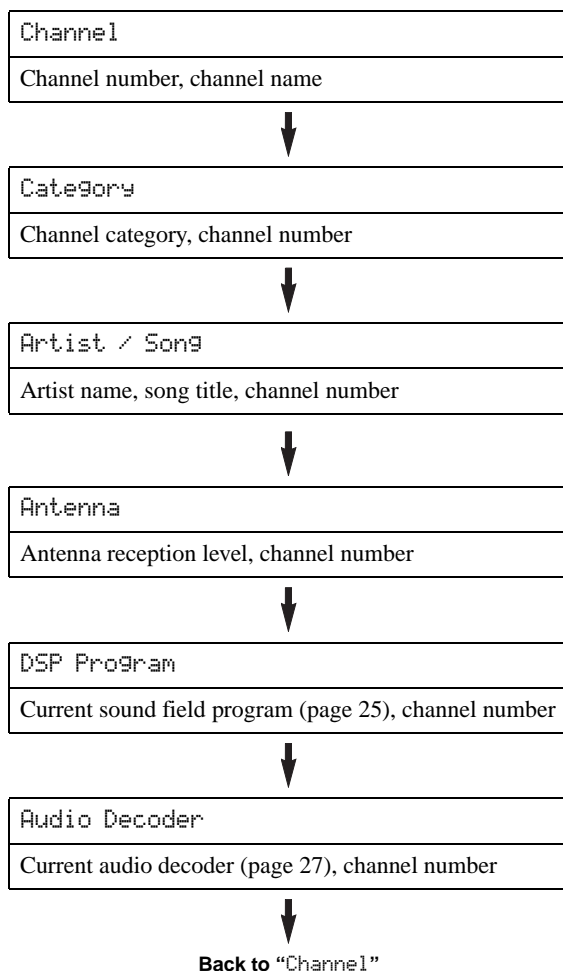 Channel
Channel number, channel name
Category
Channel category, channel number
Artist / Song
Artist name, song title, channel number
Antenna
Antenna reception level, channel number
DSP Program
Current sound field program (page 25), channel number
Audio Decoder
Current audio decoder (page 27), channel number
Back to “Channel”